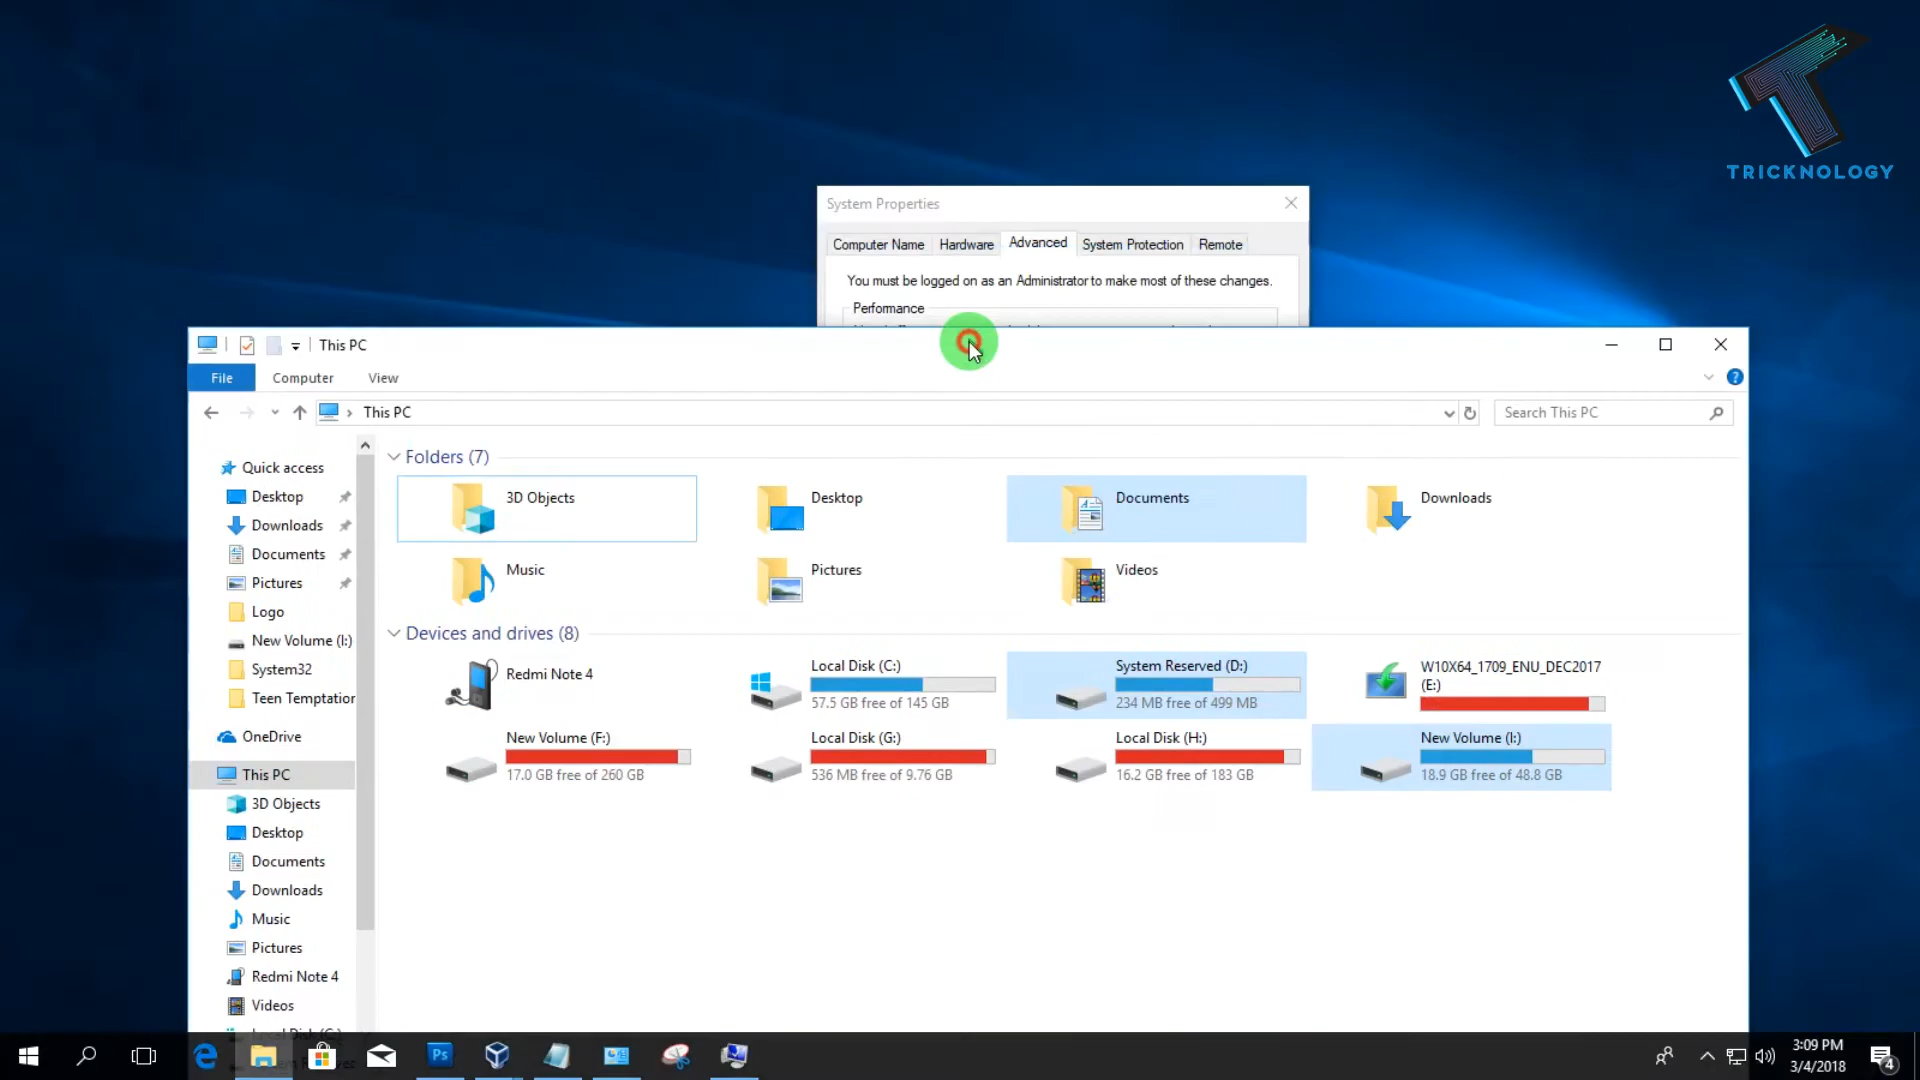 TRICKNOLOGY
System Properties
Computer Name Hardware Advanced System Protection Remote
You must be logged on as an Administrator to make most of these changes.
Performance
This PC
File Computer View
This PC
Search This PC
Quick access
Desktop
Downloads
Documents
Pictures
Logo
New Volume (I:)
System32
Teen Temptation
OneDrive
This PC
3D Objects
Desktop
Documents
Downloads
Music
Pictures
Redmi Note 4
Videos
Folders (7)
3D Objects
Desktop
Documents
Downloads
Music
Pictures
Videos
Devices and drives (8)
Redmi Note 4
Local Disk (C:)
57.5 GB free of 145 GB
System Reserved (D:)
234 MB free of 499 MB
W10X64_1709_ENU_DEC2017
(E:)
New Volume (F:)
17.0 GB free of 260 GB
Local Disk (G:)
536 MB free of 9.76 GB
Local Disk (H:)
16.2 GB free of 183 GB
New Volume (I:)
18.9 GB free of 48.8 GB
Ps
3:09 PM
3/4/2018
4